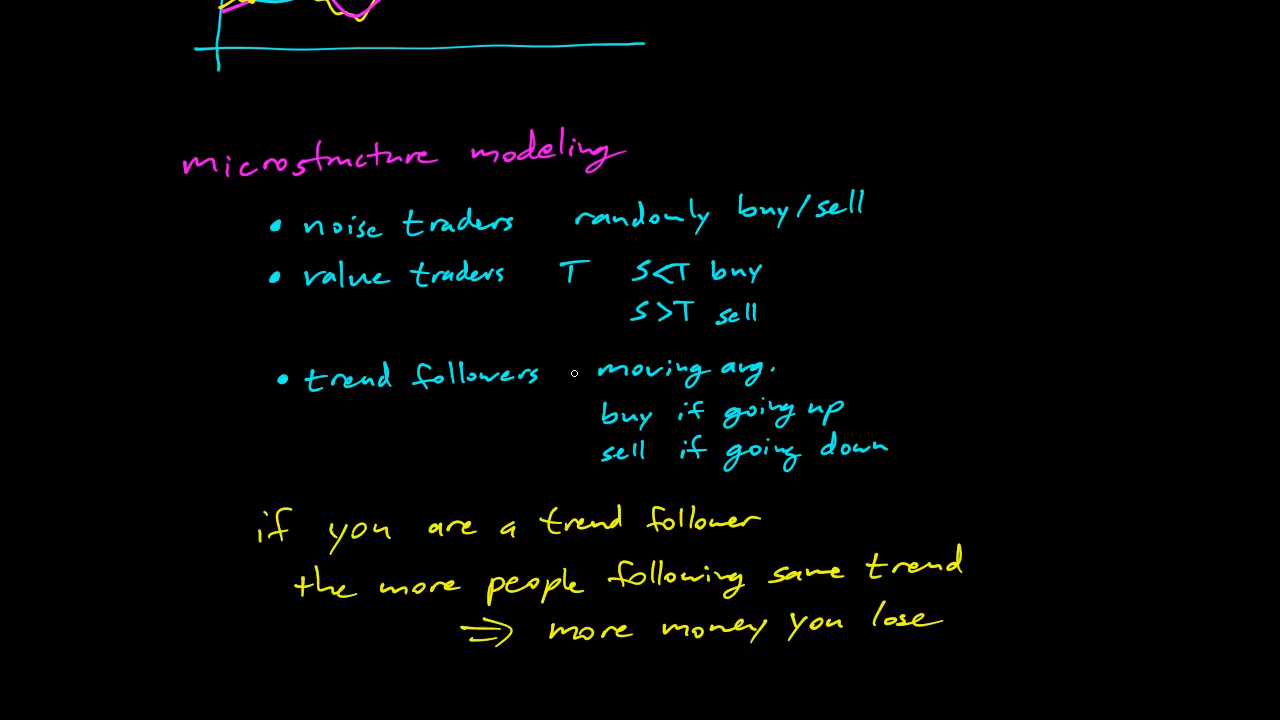 microstructure modeling
• noise traders randomly buy/sell
• value traders T S<T buy
S>T sell
• trend followers moving avg.
buy if going up
sell if going down
if you are a trend follower
the more people following same trend
⇒ more money you lose